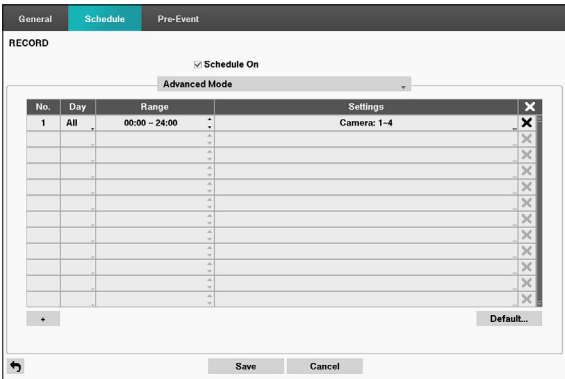 General Schedule Pre-Event
RECORD
Schedule On
Advanced Mode
No. Day Range Settings
1 All 00:00 ~ 24:00 Camera: 1~4
+ Default...
Save Cancel